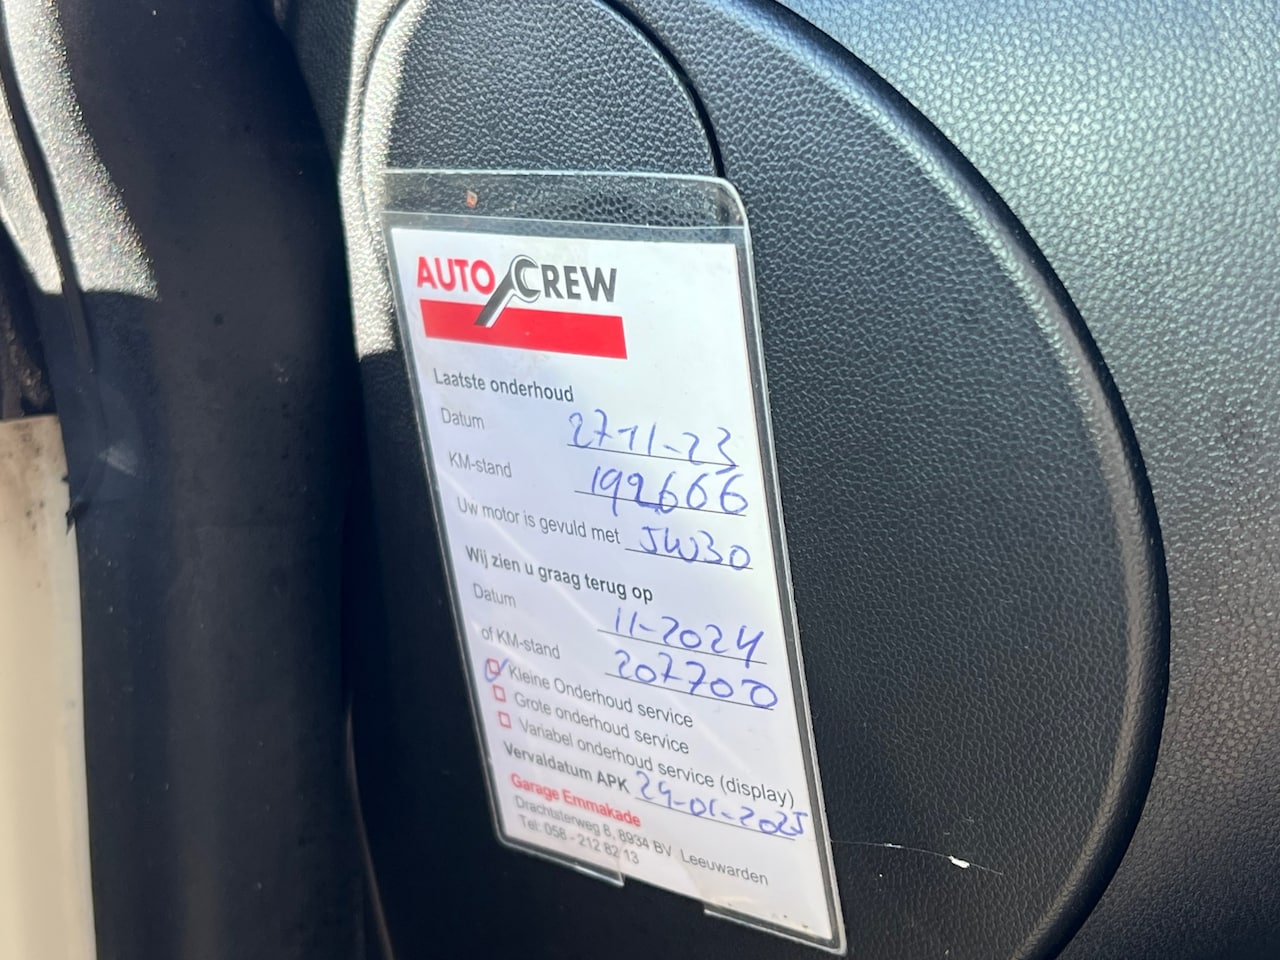 AUTO CREW
Laatste onderhoud
Datum 27-11-23
KM-stand 192666
Uw motor is gevuld met 5W30
Wij zien u graag terug op
Datum 11-2024
of KM-stand 207700
Kleine Onderhoud service
Grote onderhoud service
Variabel onderhoud service (display)
Vervaldatum APK 29-01-2025
Garage Emmakade
Drachtsterweg 8, 8934 BV Leeuwarden
Tel: 058 - 212 82 13